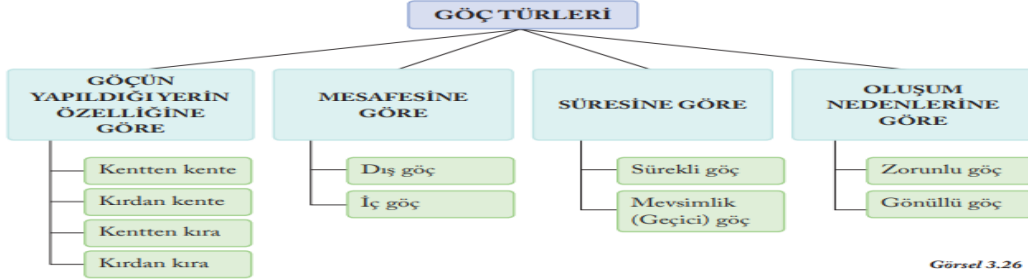 GÖÇ TÜRLERİ
GÖÇÜN
YAPILDIĞI YERİN
ÖZELLİĞİNE
GÖRE
Kentten kente
Kırdan kente
Kentten kıra
Kırdan kıra
MESAFESİNE
GÖRE
Dış göç
İç göç
SÜRESİNE GÖRE
Sürekli göç
Mevsimlik
(Geçici) göç
OLUŞUM
NEDENLERİNE
GÖRE
Zorunlu göç
Gönüllü göç
Görsel 3.26